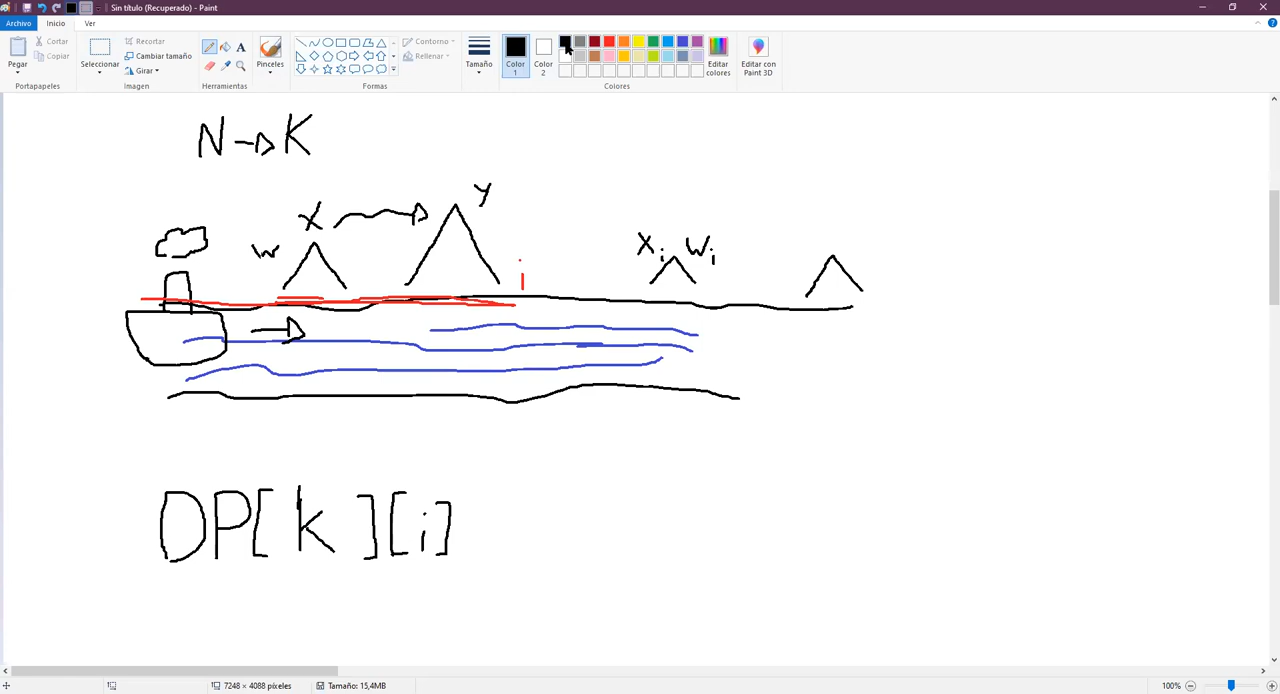 Sin título (Recuperado) - Paint
Archivo Inicio Ver
Pegar Cortar Copiar Portapapeles
Seleccionar Recortar Cambiar tamaño Girar Imagen
Herramientas
Pinceles
Contorno Rellenar Formas
Tamaño
Color 1 Color 2 Editar colores Colores
Editar con Paint 3D
N → K
y
x
w
x i w i
i
DP[ k ][ i ]
7248 × 4088 píxeles Tamaño: 15,4MB 100%